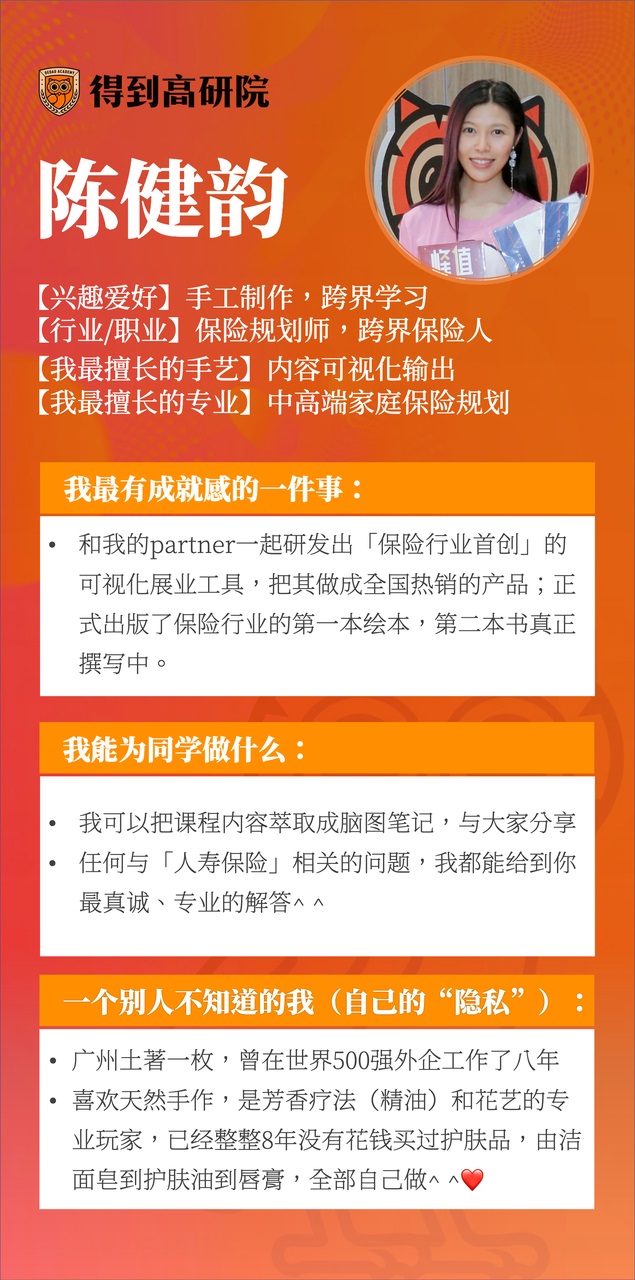 DEDAO ACADEMY
得到高研院
陈健韵
峰值
【兴趣爱好】手工制作，跨界学习
【行业/职业】保险规划师，跨界保险人
【我最擅长的手艺】内容可视化输出
【我最擅长的专业】中高端家庭保险规划
我最有成就感的一件事：
• 和我的partner一起研发出「保险行业首创」的
可视化展业工具，把其做成全国热销的产品；正
式出版了保险行业的第一本绘本，第二本书真正
撰写中。
我能为同学做什么：
• 我可以把课程内容萃取成脑图笔记，与大家分享
• 任何与「人寿保险」相关的问题，我都能给到你
最真诚、专业的解答^ ^
一个别人不知道的我（自己的“隐私”）：
• 广州土著一枚，曾在世界500强外企工作了八年
• 喜欢天然手作，是芳香疗法（精油）和花艺的专
业玩家，已经整整8年没有花钱买过护肤品，由洁
面皂到护肤油到唇膏，全部自己做^ ^❤️